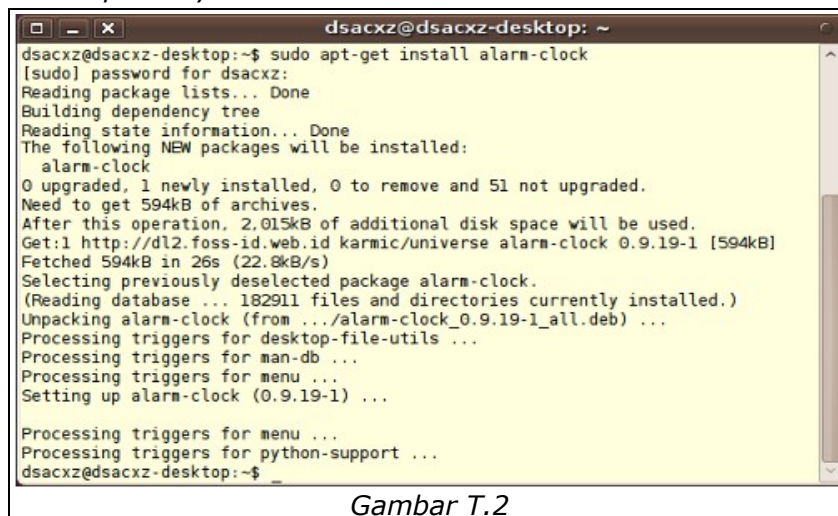 dsacxz@dsacxz-desktop: ~
dsacxz@dsacxz-desktop:~$ sudo apt-get install alarm-clock
[sudo] password for dsacxz:
Reading package lists... Done
Building dependency tree
Reading state information... Done
The following NEW packages will be installed:
  alarm-clock
0 upgraded, 1 newly installed, 0 to remove and 51 not upgraded.
Need to get 594kB of archives.
After this operation, 2,015kB of additional disk space will be used.
Get:1 http://dl2.foss-id.web.id karmic/universe alarm-clock 0.9.19-1 [594kB]
Fetched 594kB in 26s (22.8kB/s)
Selecting previously deselected package alarm-clock.
(Reading database ... 182911 files and directories currently installed.)
Unpacking alarm-clock (from .../alarm-clock_0.9.19-1_all.deb) ...
Processing triggers for desktop-file-utils ...
Processing triggers for man-db ...
Processing triggers for menu ...
Setting up alarm-clock (0.9.19-1) ...

Processing triggers for menu ...
Processing triggers for python-support ...
dsacxz@dsacxz-desktop:~$ _
Gambar T.2